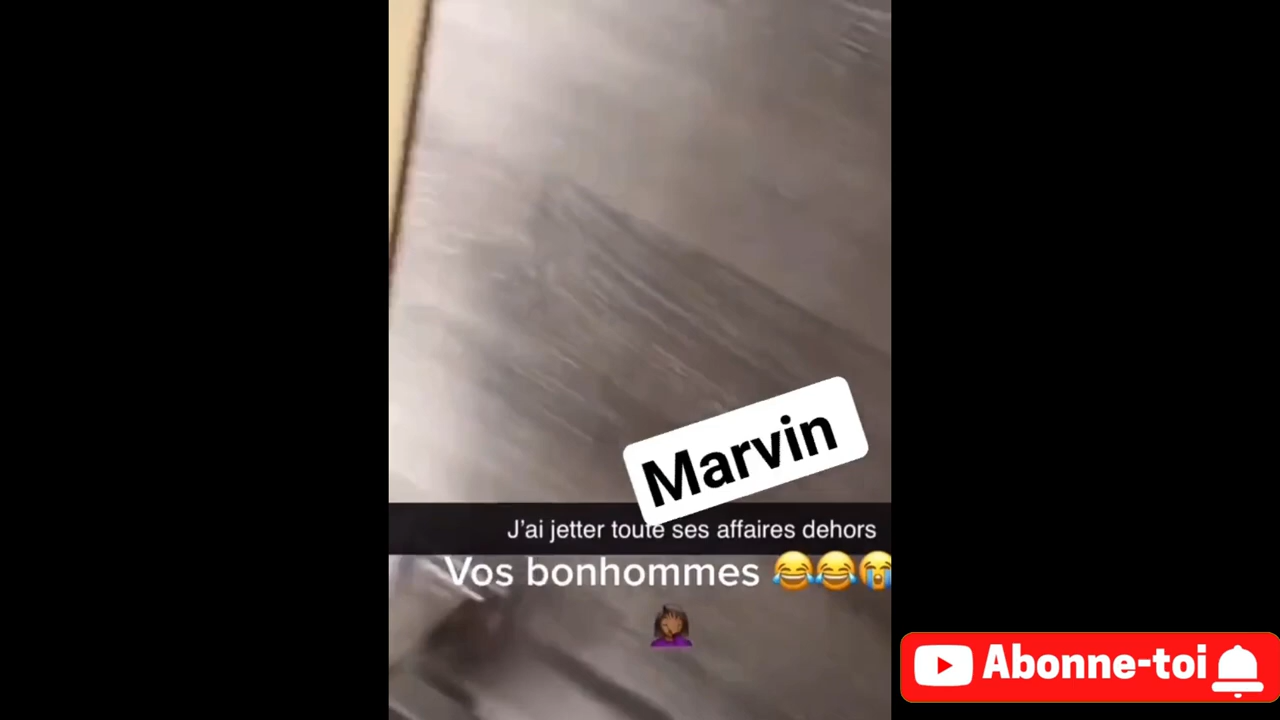 Marvin
J'ai jetter toute ses affaires dehors
Vos bonhommes 😂😂😭
🤦🏾‍♀️
Abonne-toi